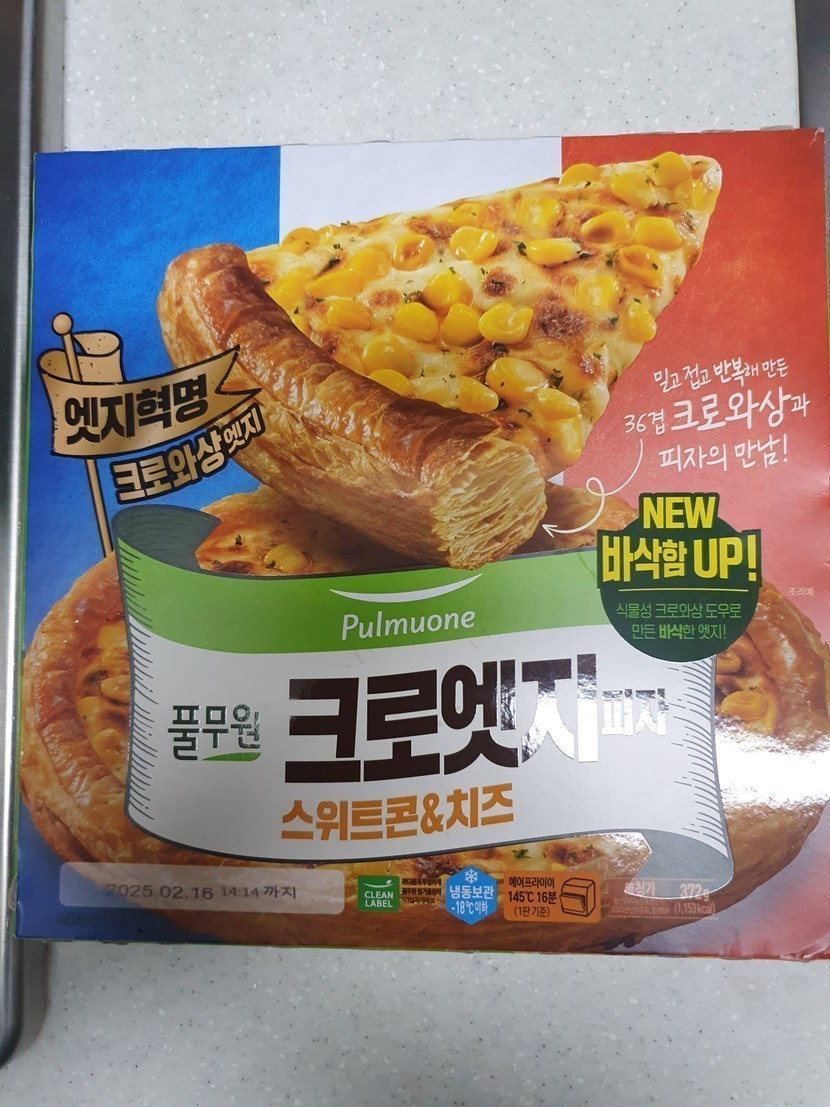 엣지혁명
크로와상엣지
밀고 접고 반복해 만든
36겹 크로와상과
피자의 만남!
NEW
바삭함 UP!
식물성 크로와상 도우로
만든 바삭한 엣지!
조리예
Pulmuone
풀무원 크로엣지 피자
스위트콘&치즈
2025.02.16 14:14 까지
CLEAN
LABEL
냉동보관
-18℃이하
에어프라이어
145℃ 16분
(1판 기준)
372g
(1,153kcal)